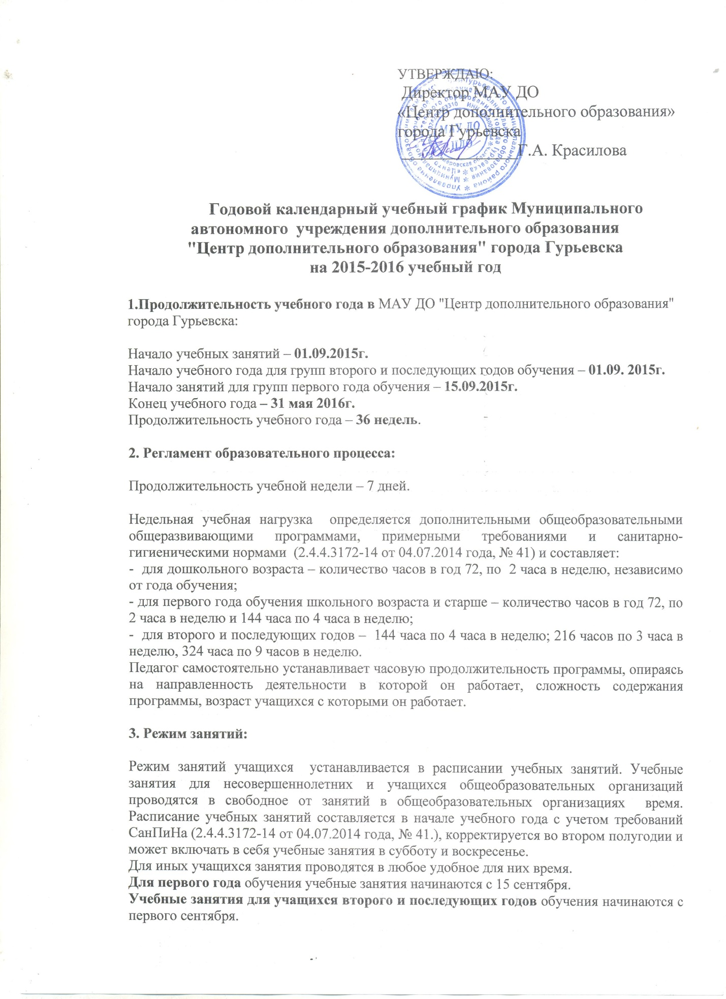 УТВЕРЖДАЮ:
Директор МАУ ДО
«Центр дополнительного образования»
города Гурьевска
Г.А. Красилова
МАУ ДО
ЦДО
Годовой календарный учебный график Муниципального
автономного учреждения дополнительного образования
"Центр дополнительного образования" города Гурьевска
на 2015-2016 учебный год
1.Продолжительность учебного года в МАУ ДО "Центр дополнительного образования"
города Гурьевска:
Начало учебных занятий – 01.09.2015г.
Начало учебного года для групп второго и последующих годов обучения – 01.09. 2015г.
Начало занятий для групп первого года обучения – 15.09.2015г.
Конец учебного года – 31 мая 2016г.
Продолжительность учебного года – 36 недель.
2. Регламент образовательного процесса:
Продолжительность учебной недели – 7 дней.
Недельная учебная нагрузка определяется дополнительными общеобразовательными
общеразвивающими программами, примерными требованиями и санитарно-
гигиеническими нормами (2.4.4.3172-14 от 04.07.2014 года, № 41) и составляет:
- для дошкольного возраста – количество часов в год 72, по 2 часа в неделю, независимо
от года обучения;
- для первого года обучения школьного возраста и старше – количество часов в год 72, по
2 часа в неделю и 144 часа по 4 часа в неделю;
- для второго и последующих годов – 144 часа по 4 часа в неделю; 216 часов по 3 часа в
неделю, 324 часа по 9 часов в неделю.
Педагог самостоятельно устанавливает часовую продолжительность программы, опираясь
на направленность деятельности в которой он работает, сложность содержания
программы, возраст учащихся с которыми он работает.
3. Режим занятий:
Режим занятий учащихся устанавливается в расписании учебных занятий. Учебные
занятия для несовершеннолетних и учащихся общеобразовательных организаций
проводятся в свободное от занятий в общеобразовательных организациях время.
Расписание учебных занятий составляется в начале учебного года с учетом требований
СанПиНа (2.4.4.3172-14 от 04.07.2014 года, № 41.), корректируется во втором полугодии и
может включать в себя учебные занятия в субботу и воскресенье.
Для иных учащихся занятия проводятся в любое удобное для них время.
Для первого года обучения учебные занятия начинаются с 15 сентября.
Учебные занятия для учащихся второго и последующих годов обучения начинаются с
первого сентября.